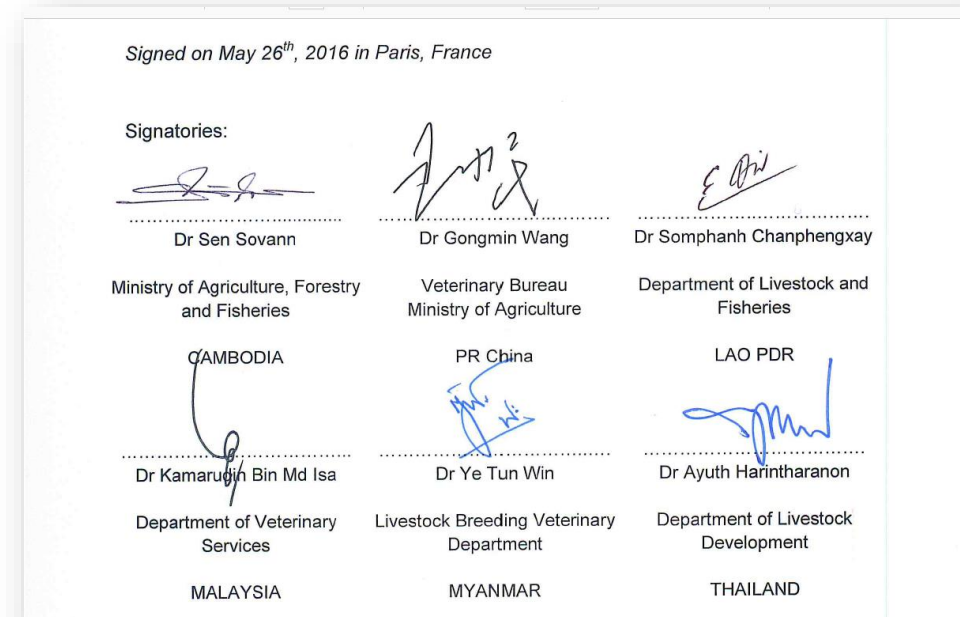 Signed on May 26th, 2016 in Paris, France
Signatories:
Dr Sen Sovann
Dr Gongmin Wang
Dr Somphanh Chanphengxay
Ministry of Agriculture, Forestry
and Fisheries
Veterinary Bureau
Ministry of Agriculture
Department of Livestock and
Fisheries
CAMBODIA
PR China
LAO PDR
Dr Kamarudin Bin Md Isa
Dr Ye Tun Win
Dr Ayuth Harintharanon
Department of Veterinary
Services
Livestock Breeding Veterinary
Department
Department of Livestock
Development
MALAYSIA
MYANMAR
THAILAND